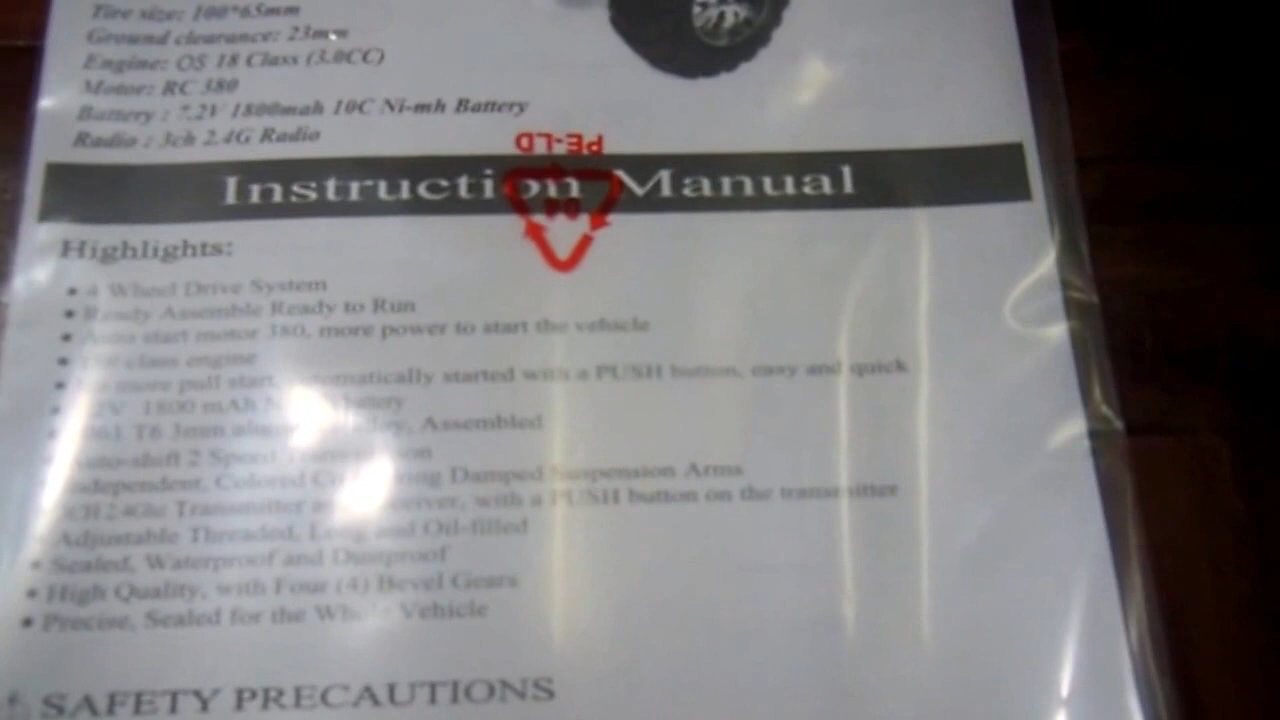 Tire size: 100*65mm
Ground clearance: 23mm
Engine: OS 18 Class (3.0CC)
Motor: RC 380
Battery : 7.2V 1800mah 10C Ni-mh Battery
Radio : 3ch 2.4G Radio
PE-LD
Instruction Manual
04
Highlights:
• 4 Wheel Drive System
• Ready Assemble Ready to Run
• start motor 380, more power to start the vehicle
• class engine
• more pull start, automatically started with a PUSH button, easy and quick
1800 mAh
T6 3mm Assembled
Auto-shift 2 Speed
Independent, Colored Damped Suspension Arms
Transmitter receiver, with a PUSH button on the transmitter
Adjustable Threaded, Long and Oil-filled
• Sealed, Waterproof and Dustproof
• High Quality, with Four (4) Bevel Gears
• Precise, Sealed for the Whole Vehicle
⚠ SAFETY PRECAUTIONS